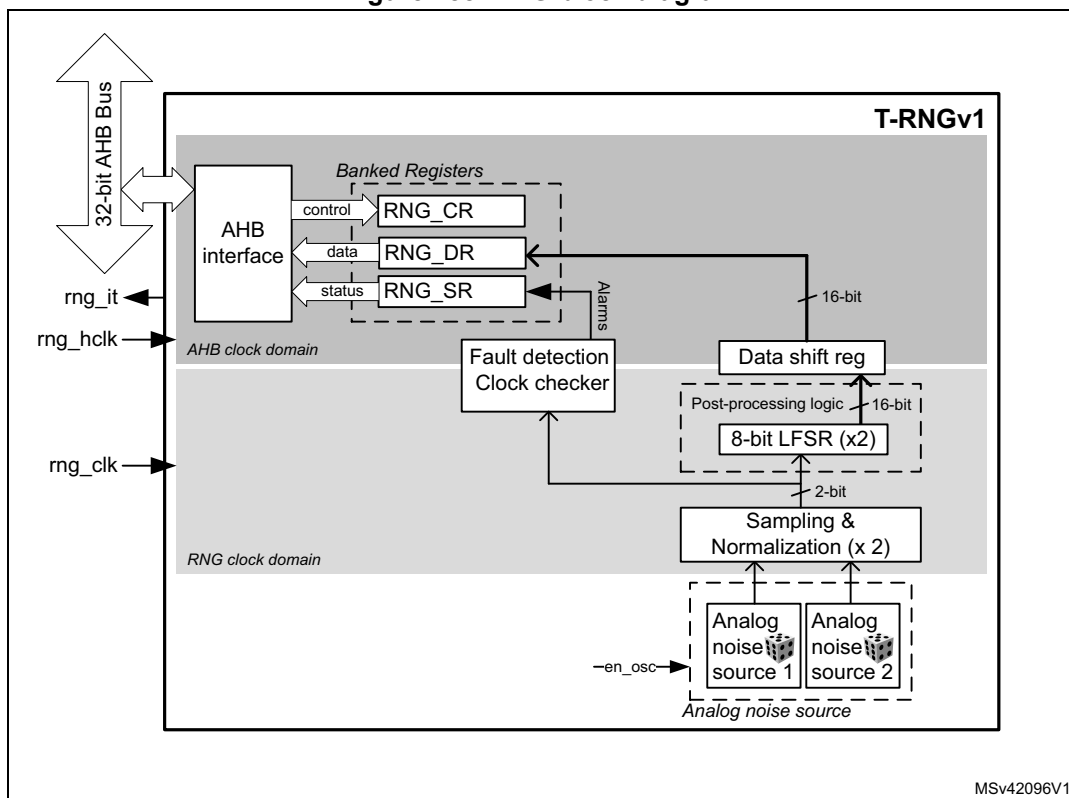 T-RNGv1
32-bit AHB Bus
Banked Registers
AHB
interface
control
RNG_CR
data
RNG_DR
status
RNG_SR
Alarms
16-bit
rng_it
rng_hclk
AHB clock domain
Fault detection
Clock checker
Data shift reg
Post-processing logic
16-bit
8-bit LFSR (x2)
rng_clk
2-bit
Sampling &
Normalization (x 2)
RNG clock domain
Analog
noise
source 1
Analog
noise
source 2
en_osc
Analog noise source
MSv42096V1